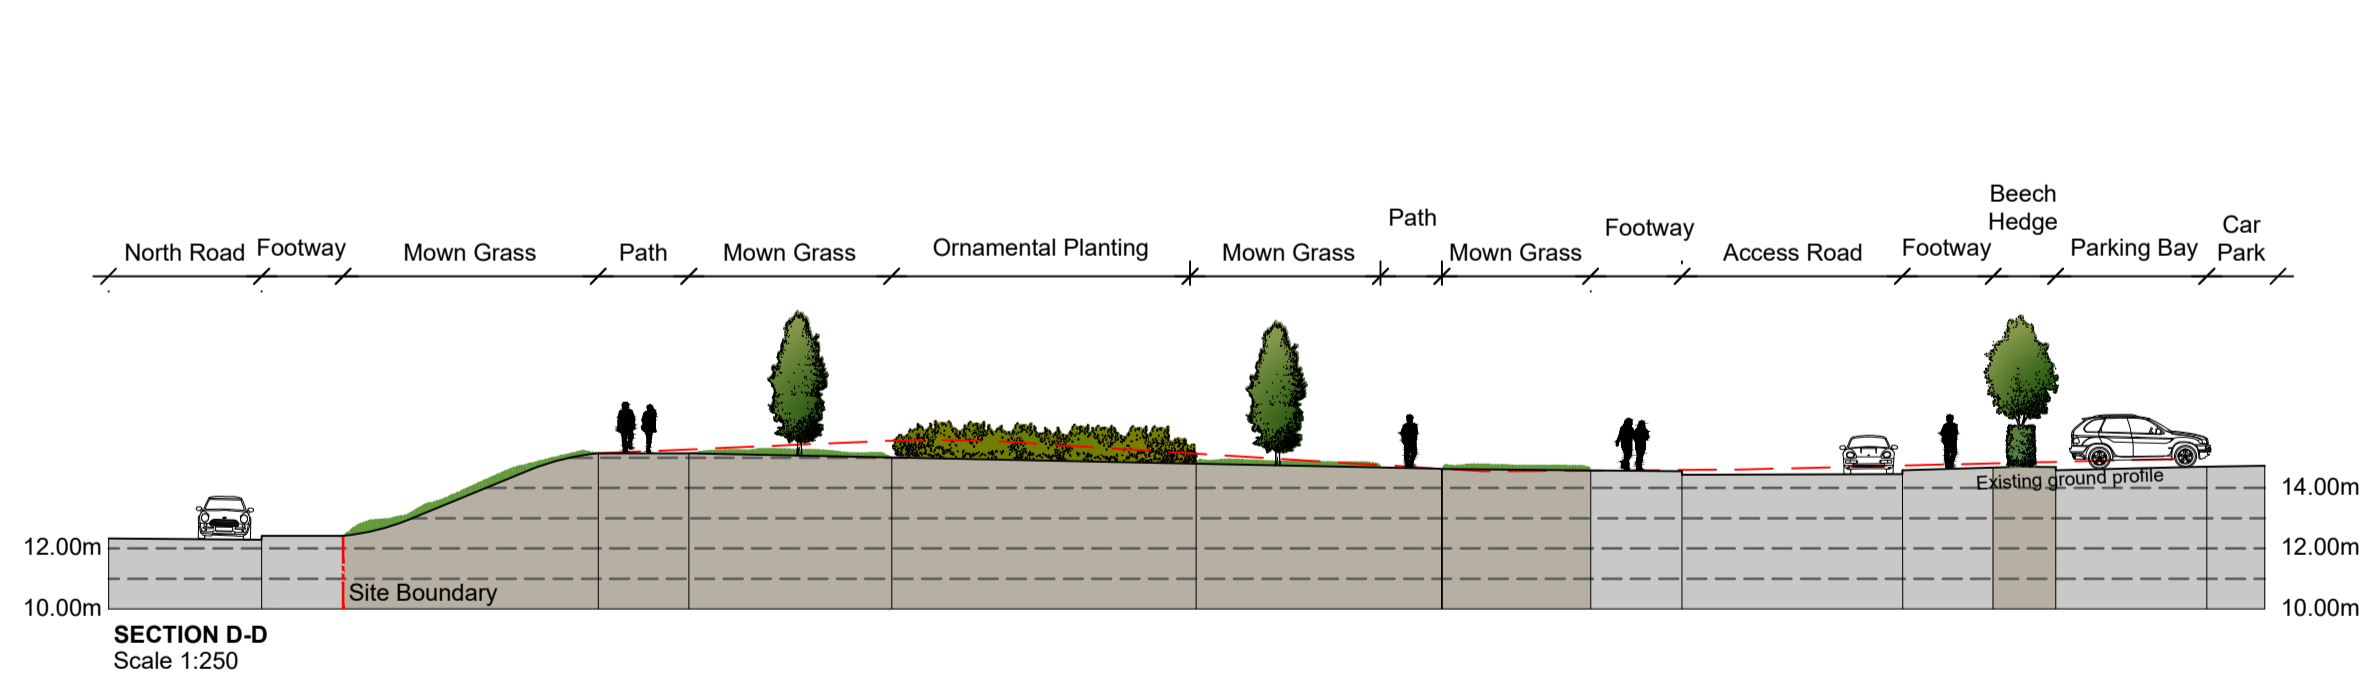 Beech
Hedge
Path
Footway
Car
Park
North Road
Footway
Mown Grass
Path
Mown Grass
Ornamental Planting
Mown Grass
Mown Grass
Access Road
Footway
Parking Bay
Existing ground profile
14.00m
12.00m
12.00m
Site Boundary
10.00m
10.00m
SECTION D-D
Scale 1:250